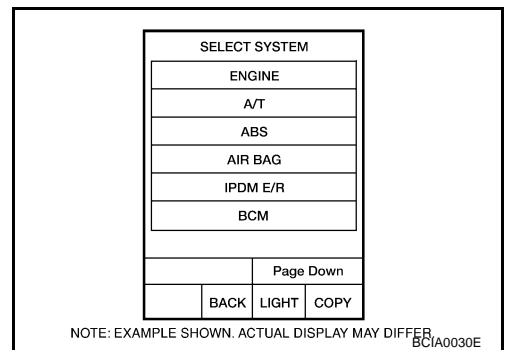 SELECT SYSTEM
ENGINE
A/T
ABS
AIR BAG
IPDM E/R
BCM
Page Down
BACK LIGHT COPY
NOTE: EXAMPLE SHOWN. ACTUAL DISPLAY MAY DIFFER.
BCIA0030E